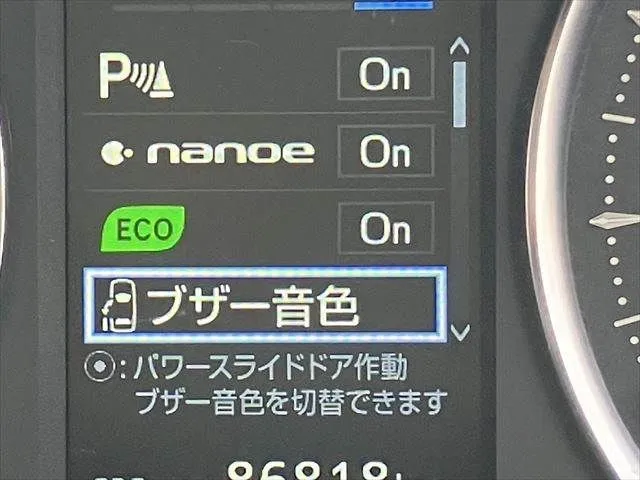 P On
nanoe On
ECO On
ブザー音色
:パワースライドドア作動
ブザー音色を切替できます
86818